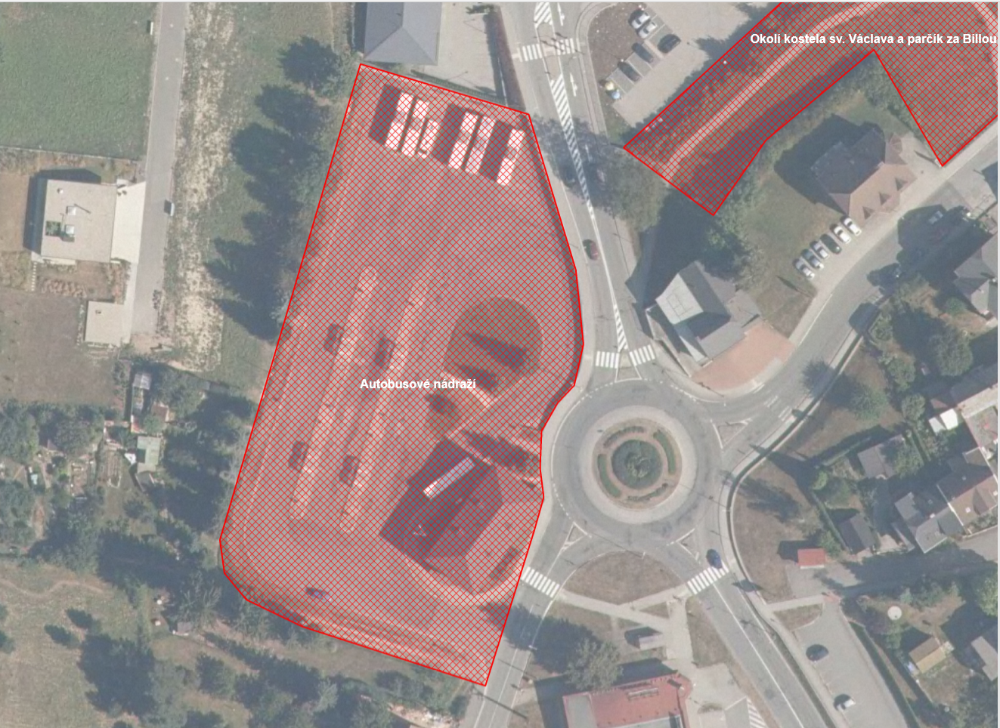 Okolí kostela sv. Václava a parčík za Billou
Autobusové nádraží